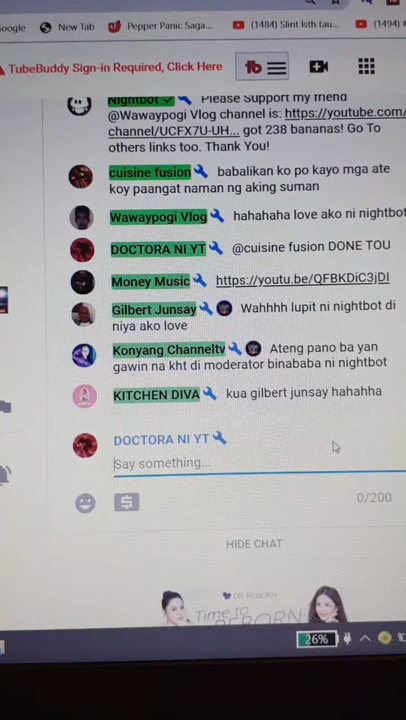 Google New Tab Pepper Panic Saga... (1484) Slint Isth tau... (1494)
TubeBuddy Sign-in Required, Click Here tb
Nightbot Please Support my friend
@Wawaypogi Vlog channel is: https://youtube.com/
channel/UCFX7U-UH... got 238 bananas! Go To
others links too. Thank You!
cuisine fusion babalikan ko po kayo mga ate
koy paangat naman ng aking suman
Wawaypogi Vlog hahahaha love ako ni nightbot
DOCTORA NI YT @cuisine fusion DONE TOU
Money Music https://youtu.be/QFBKDiC3jDI
Gilbert Junsay Wahhhh lupit ni nightbot di
niya ako love
Konyang Channeltv Ateng pano ba yan
gawin na kht di moderator binababa ni nightbot
KITCHEN DIVA kua gilbert junsay hahahha
DOCTORA NI YT
Say something...
0/200
HIDE CHAT
DR.REBORN
Time to
REBORN
26%